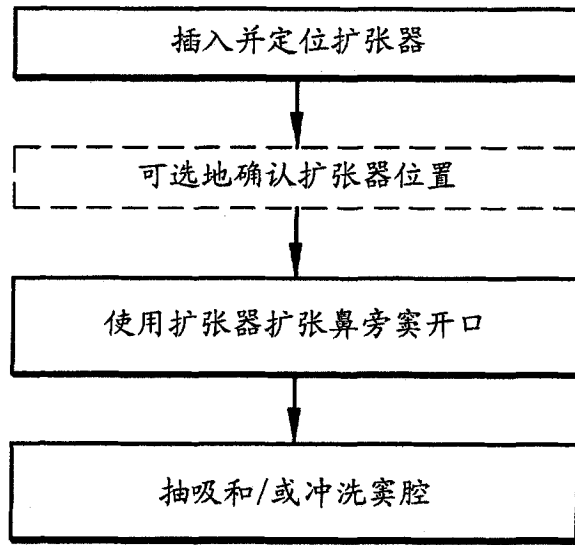 插入并定位扩张器
可选地确认扩张器位置
使用扩张器扩张鼻旁窦开口
抽吸和/或冲洗窦腔